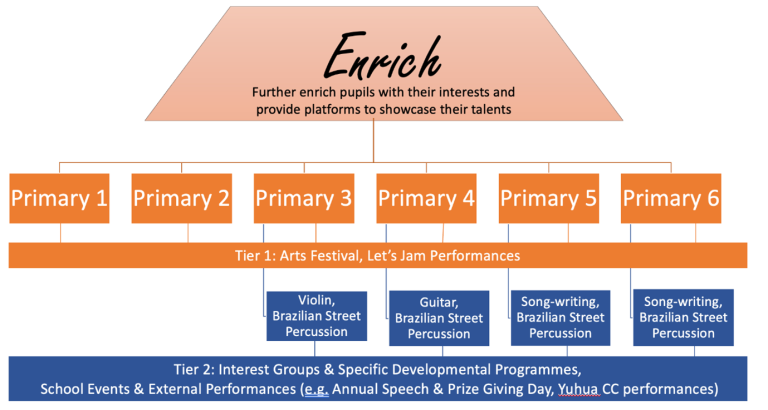 Enrich
Further enrich pupils with their interests and
provide platforms to showcase their talents
Primary 1
Primary 2
Primary 3
Primary 4
Primary 5
Primary 6
Tier 1: Arts Festival, Let's Jam Performances
Violin,
Brazilian Street
Percussion
Guitar,
Brazilian Street
Percussion
Song-writing,
Brazilian Street
Percussion
Song-writing,
Brazilian Street
Percussion
Tier 2: Interest Groups & Specific Developmental Programmes,
School Events & External Performances (e.g. Annual Speech & Prize Giving Day, Yuhua CC performances)